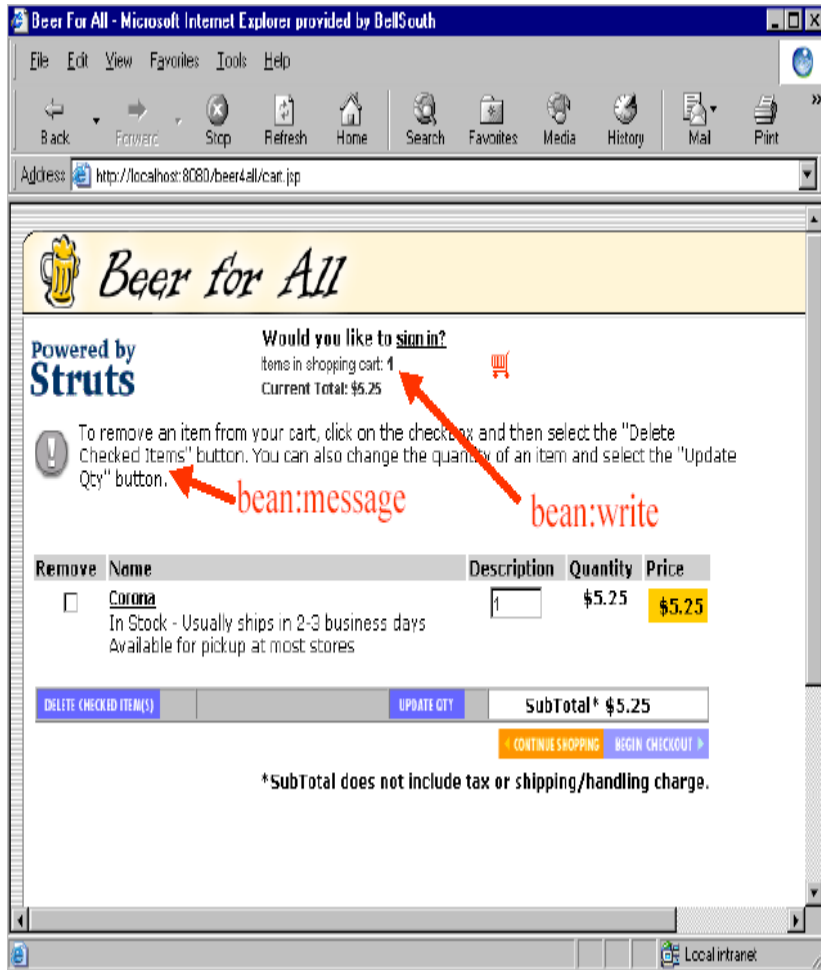 Beer For All - Microsoft Internet Explorer provided by BellSouth
File Edit View Favorites Tools Help
Back Forward Stop Refresh Home Search Favorites Media History Mail Print »
Address http://localhost:8080/beer4all/cart.jsp
Beer for All
Powered by
Struts
Would you like to sign in?
Items in shopping cart: 1
Current Total: $5.25
To remove an item from your cart, click on the checkbox and then select the "Delete
Checked Items" button. You can also change the quantity of an item and select the "Update
Qty" button.
bean:message
bean:write
Remove Name Description Quantity Price
Corona 1 $5.25 $5.25
In Stock - Usually ships in 2-3 business days
Available for pickup at most stores
DELETE CHECKED ITEM(S) UPDATE QTY SubTotal* $5.25
CONTINUE SHOPPING BEGIN CHECKOUT
*SubTotal does not include tax or shipping/handling charge.
Local intranet